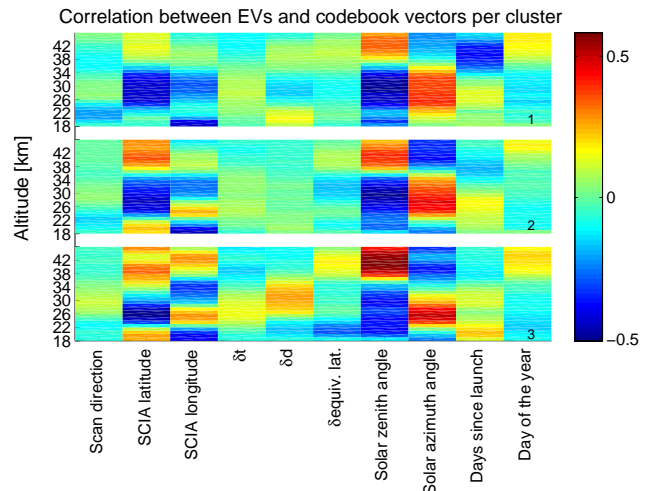 Correlation between EVs and codebook vectors per cluster
Altitude [km]
42
38
34
30
26
22
18
1
42
38
34
30
26
22
18
2
42
38
34
30
26
22
18
3
0.5
0
−0.5
Scan direction
SCIA latitude
SCIA longitude
δt
δd
δequiv. lat.
Solar zenith angle
Solar azimuth angle
Days since launch
Day of the year